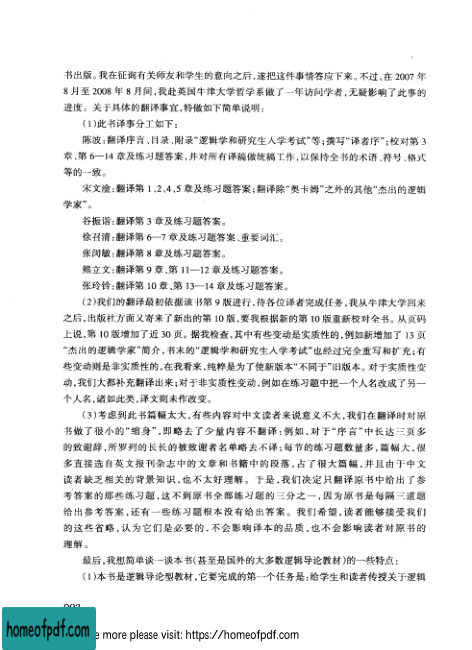 书出版。我在征询有关师友和学生的意向之后,遂把这件事情答应下来。不过,在 2007 年
8 月至 2008 年 8 月间,我赴英国牛津大学哲学系做了一年访问学者,无疑影响了此事的
进度。关于具体的翻译事宜,特做如下简单说明:
(1)此书译事分工如下:
陈波:翻译序言、目录、附录“逻辑学和研究生入学考试”等;撰写“译者序”;校对第 3
章、第 6—14 章及练习题答案,并对所有译稿做统稿工作,以保持全书的术语、符号、格式
等的一致。
宋文淦:翻译第 1、2、4、5 章及练习题答案;翻译除“奥卡姆”之外的其他“杰出的逻辑
学家”。
谷振诣:翻译第 3 章及练习题答案。
徐召清:翻译第 6—7 章及练习题答案、重要词汇。
张闵敏:翻译第 8 章及练习题答案。
熊立文:翻译第 9 章、第 11—12 章及练习题答案。
张玲铃:翻译第 10 章、第 13—14 章及练习题答案。
(2)我们的翻译最初依据该书第 9 版进行,待各位译者完成任务,我从牛津大学回来
之后,出版社方面又寄来了新出的第 10 版,要我根据新的第 10 版重新校对全书。从页码
上说,第 10 版增加了近 30 页。据我检查,其中有些变动是实质性的,例如新增加了 13 页
“杰出的逻辑学家”简介,书末的“逻辑学和研究生入学考试”也经过完全重写和扩充;有
些变动则是非实质性的,在我看来,纯粹是为了使新版本“不同于”旧版本。对于实质性变
动,我们大都补充翻译出来;对于非实质性变动,例如在练习题中把一个人名改成了另一
个人名,诸如此类,译文则未作改变。
(3)考虑到此书篇幅太大,有些内容对中文读者来说意义不大,我们在翻译时对原
书做了很小的“缩身”,即略去了少量内容不翻译:例如,对于“序言”中长达三页多
的致谢辞,所罗列的长长的被致谢者名单略去不译;每节的练习题数量多,篇幅大,很
多直接选自英文报刊杂志中的文章和书籍中的段落,占了很大篇幅,并且由于中文
读者缺乏相关的背景知识,也不太好理解。于是,我们决定只翻译原书中给出了参
考答案的那些练习题,这不到原书全部练习题的三分之一,因为原书是每隔三道题
给出参考答案,还有一些练习题根本没有给出答案。我们希望,读者能够接受我们
的这些省略,认为它们是必要的,不会影响译本的品质,也不会影响读者对原书的
理解。
最后,我想简单谈一谈本书(甚至是国外的大多数逻辑导论教材)的一些特点:
(1)本书是逻辑导论型教材,它要完成的第一个任务是:给学生和读者传授关于逻辑
homeofpdf.com
e more please visit: https://homeofpdf.com